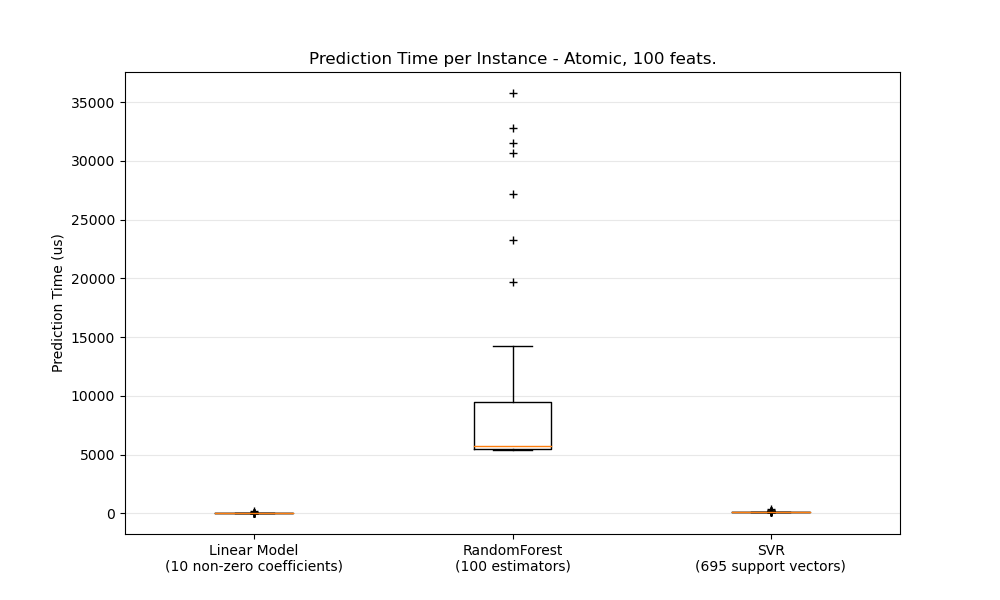 Prediction Time per Instance - Atomic, 100 feats.
35000
30000
25000
20000
15000
10000
5000
0
Prediction Time (us)
Linear Model
(10 non-zero coefficients)
RandomForest
(100 estimators)
SVR
(695 support vectors)